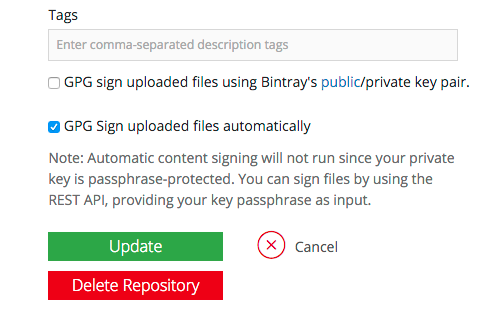 Tags
Enter comma-separated description tags
GPG sign uploaded files using Bintray's public/private key pair.
GPG Sign uploaded files automatically
Note: Automatic content signing will not run since your private
key is passphrase-protected. You can sign files by using the
REST API, providing your key passphrase as input.
Update
Cancel
Delete Repository